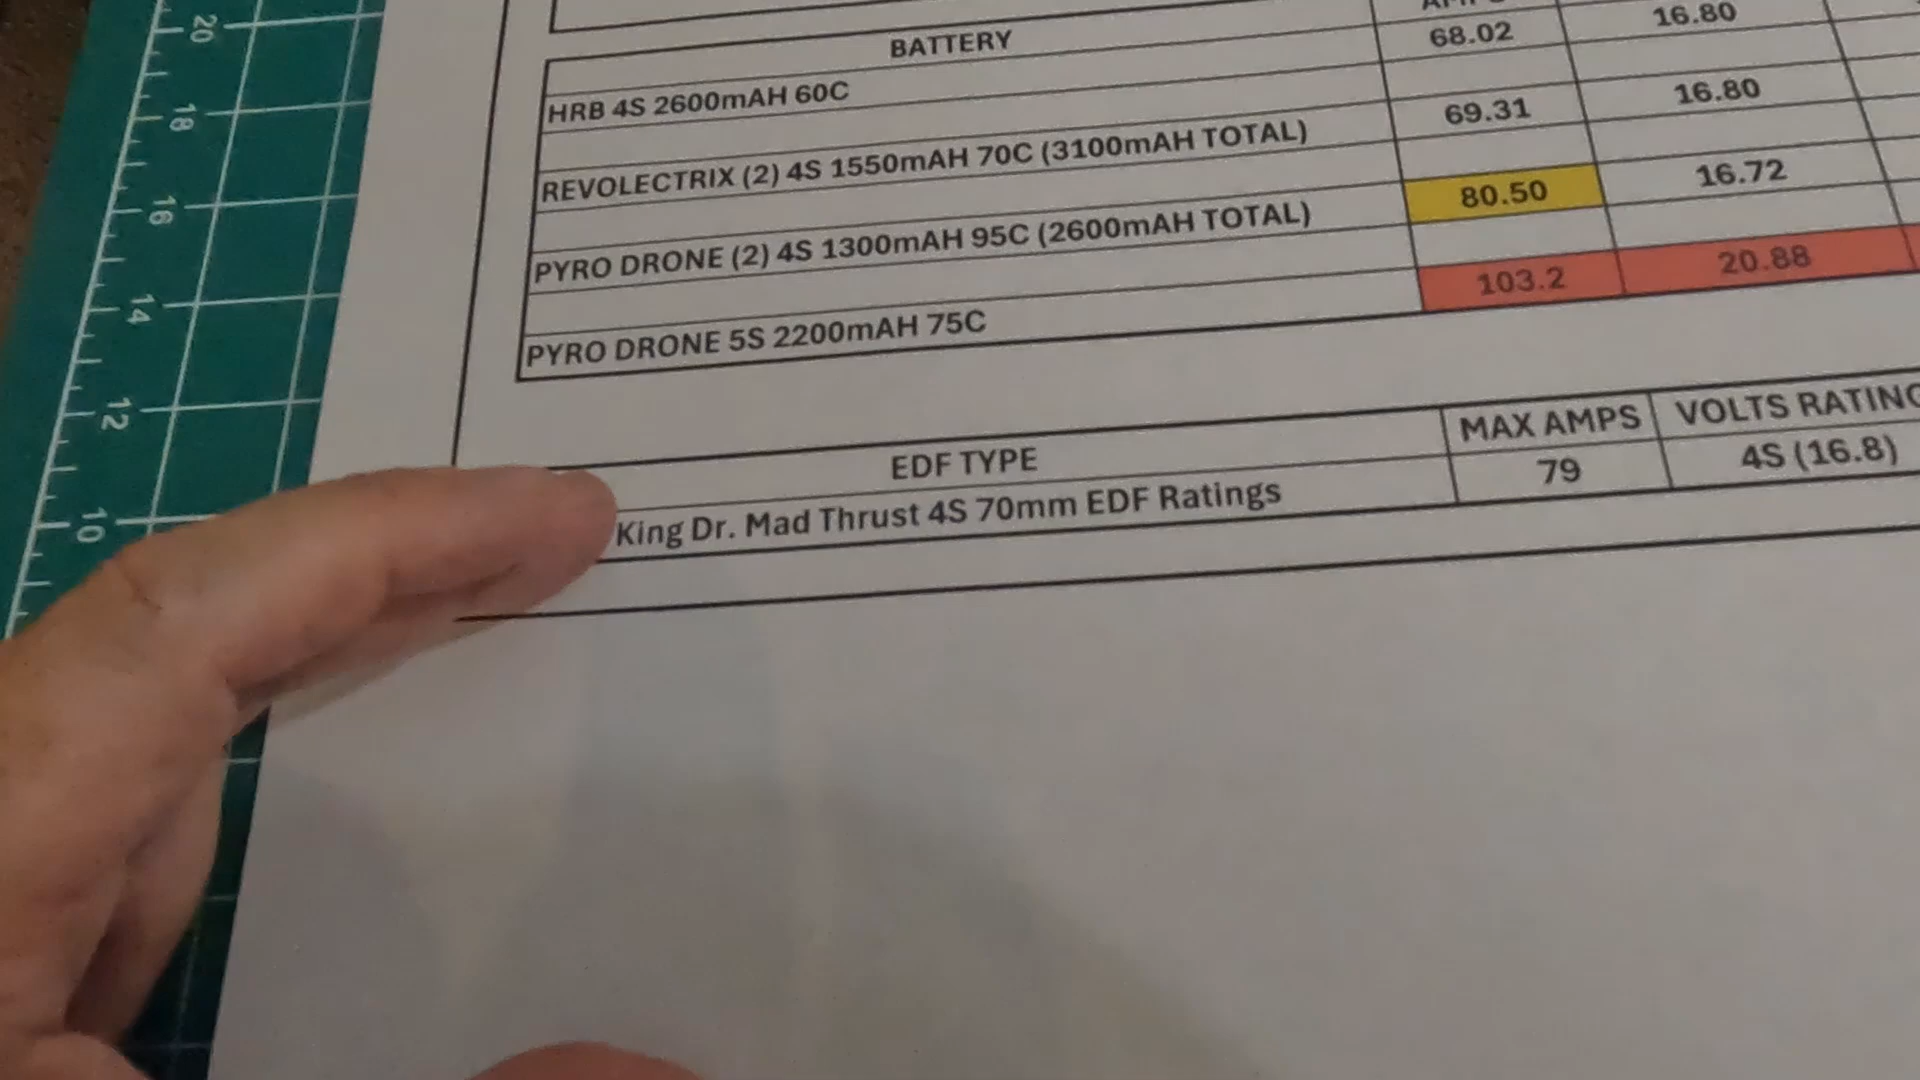 BATTERY
HRB 4S 2600mAH 60C 68.02 16.80
REVOLECTRIX (2) 4S 1550mAH 70C (3100mAH TOTAL) 69.31 16.80
PYRO DRONE (2) 4S 1300mAH 95C (2600mAH TOTAL) 80.50 16.72
PYRO DRONE 5S 2200mAH 75C 103.2 20.88
EDF TYPE MAX AMPS VOLTS RATING
King Dr. Mad Thrust 4S 70mm EDF Ratings 79 4S (16.8)
20
18
16
14
12
10